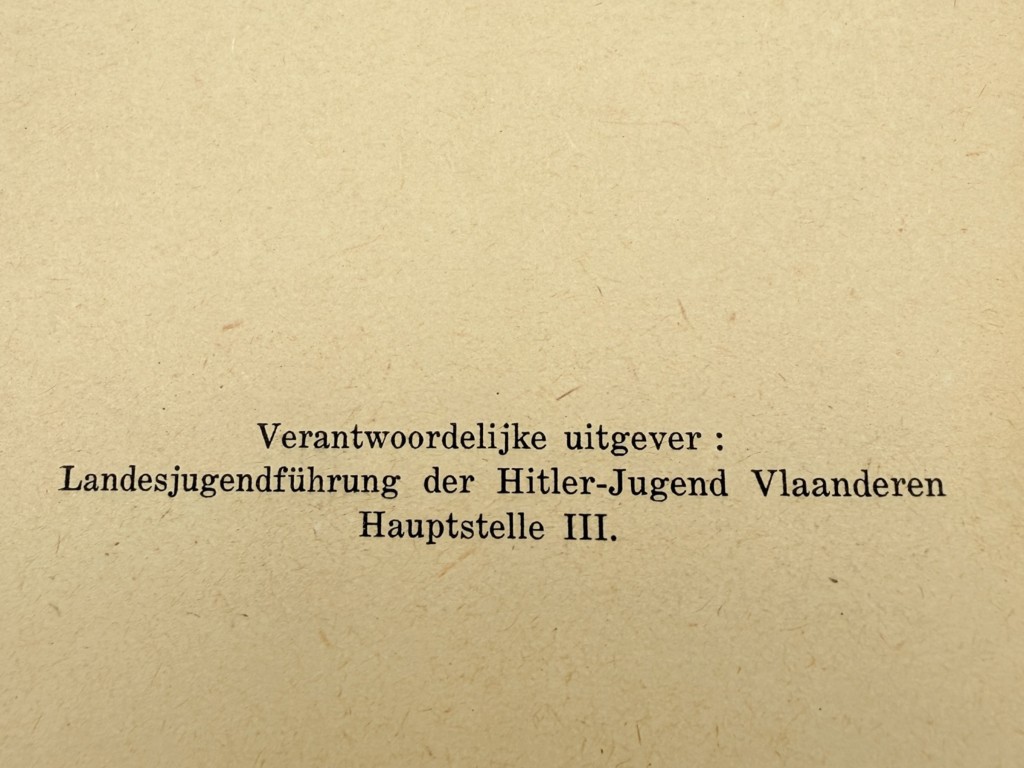 Verantwoordelijke uitgever :
Landesjugendführung der Hitler-Jugend Vlaanderen
Hauptstelle III.